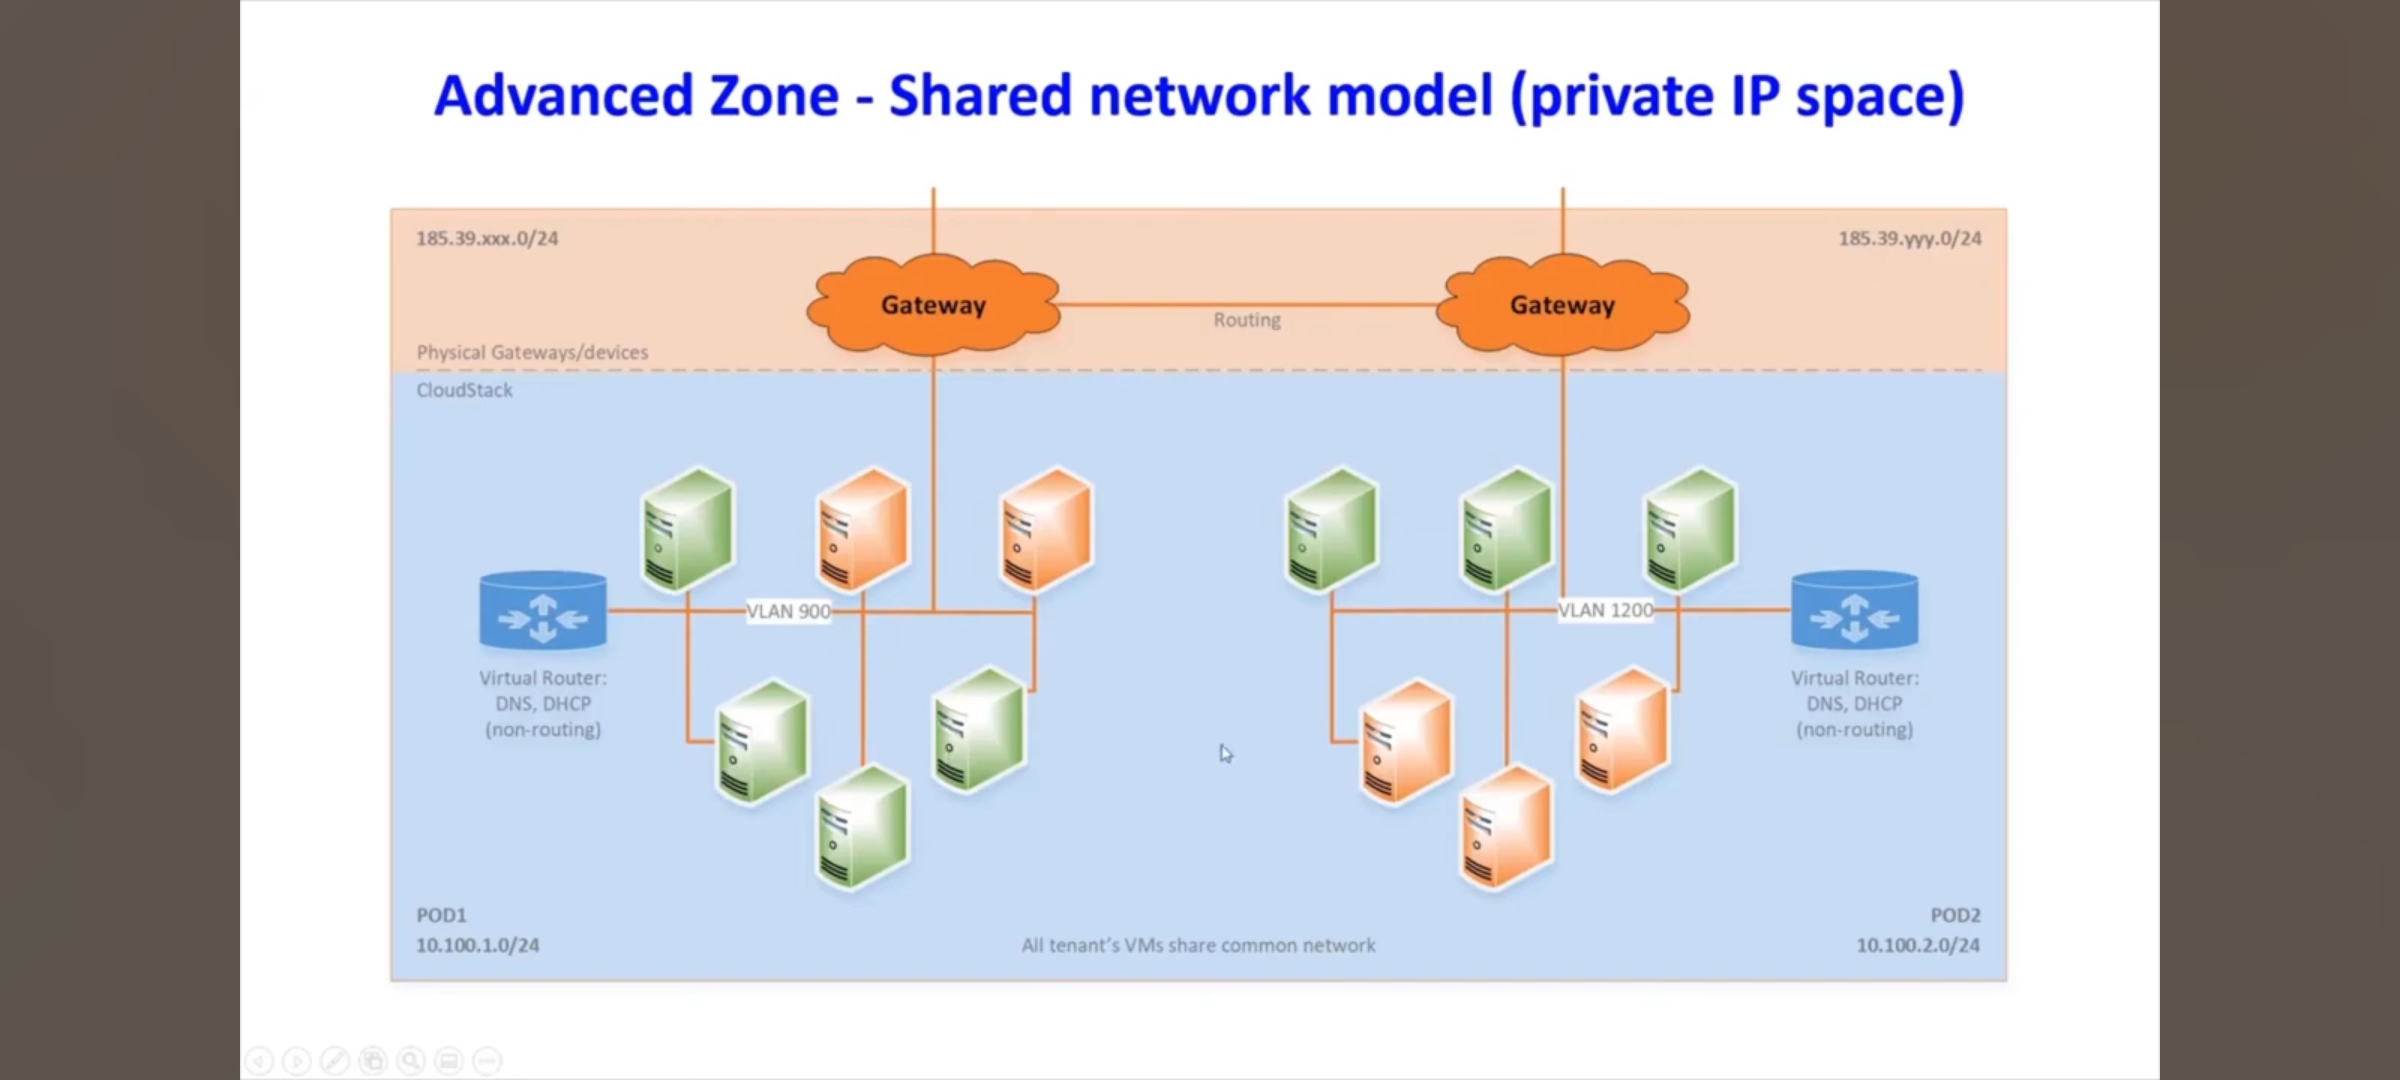 Advanced Zone - Shared network model (private IP space)
185.39.xxx.0/24
185.39.yyy.0/24
Gateway
Gateway
Routing
Physical Gateways/devices
CloudStack
VLAN 900
VLAN 1200
Virtual Router:
DNS, DHCP
(non-routing)
Virtual Router:
DNS, DHCP
(non-routing)
POD1
10.100.1.0/24
All tenant's VMs share common network
POD2
10.100.2.0/24